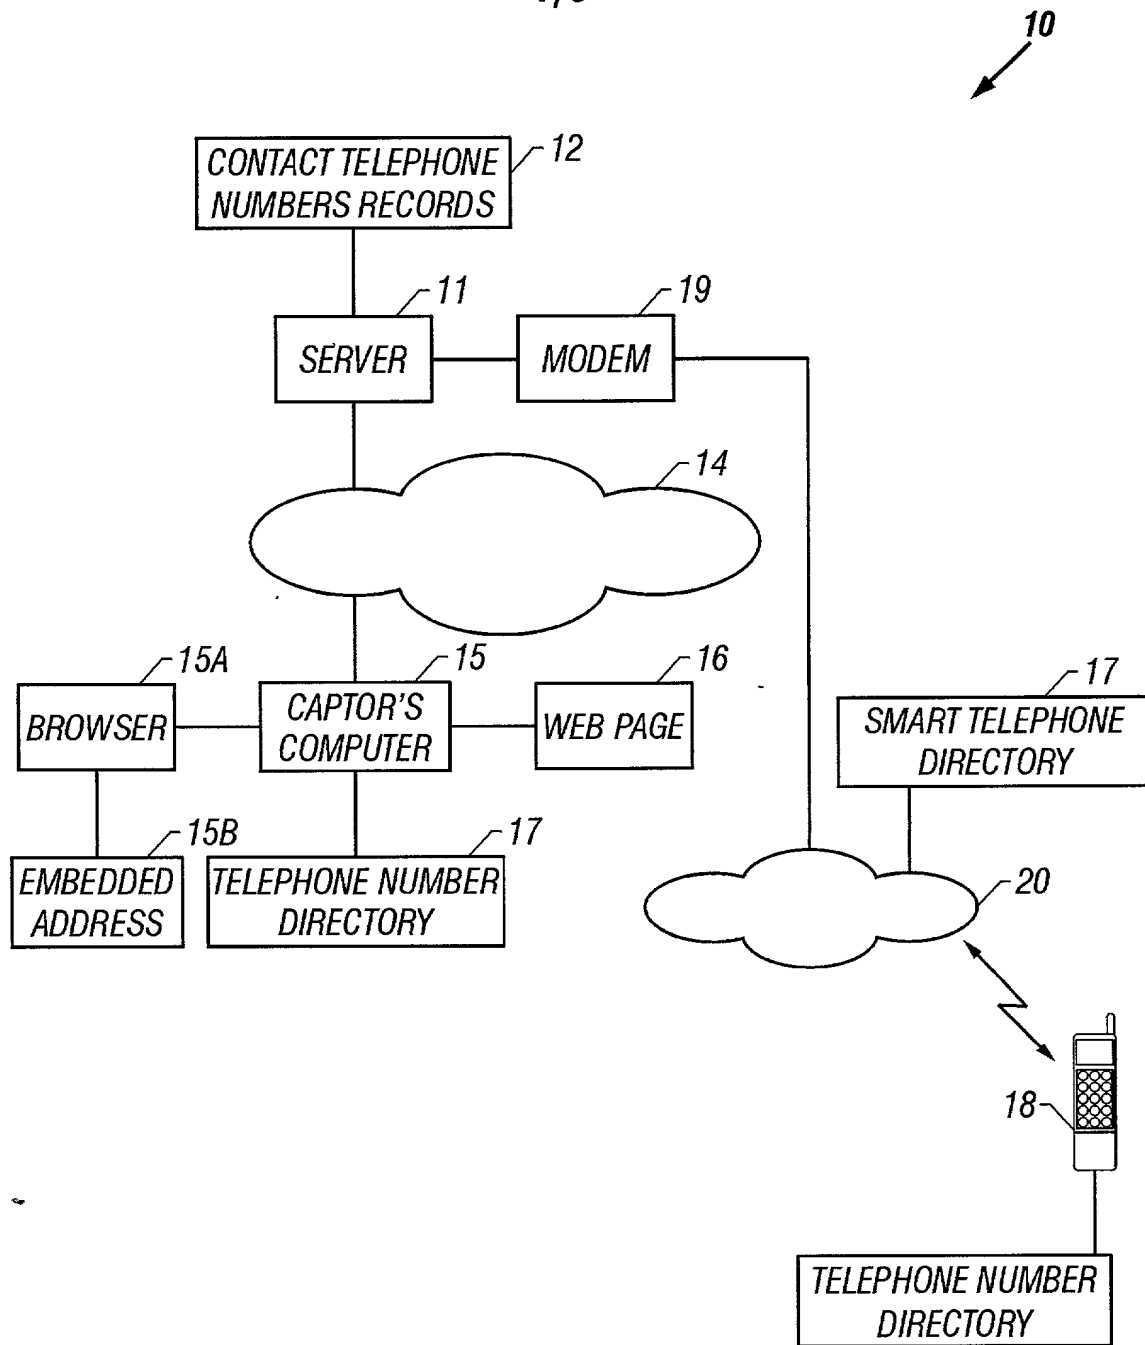 10
CONTACT TELEPHONE
NUMBERS RECORDS
12
11
SERVER
19
MODEM
14
15A
BROWSER
15
CAPTOR'S
COMPUTER
16
WEB PAGE
17
SMART TELEPHONE
DIRECTORY
15B
EMBEDDED
ADDRESS
17
TELEPHONE NUMBER
DIRECTORY
20
18
TELEPHONE NUMBER
DIRECTORY